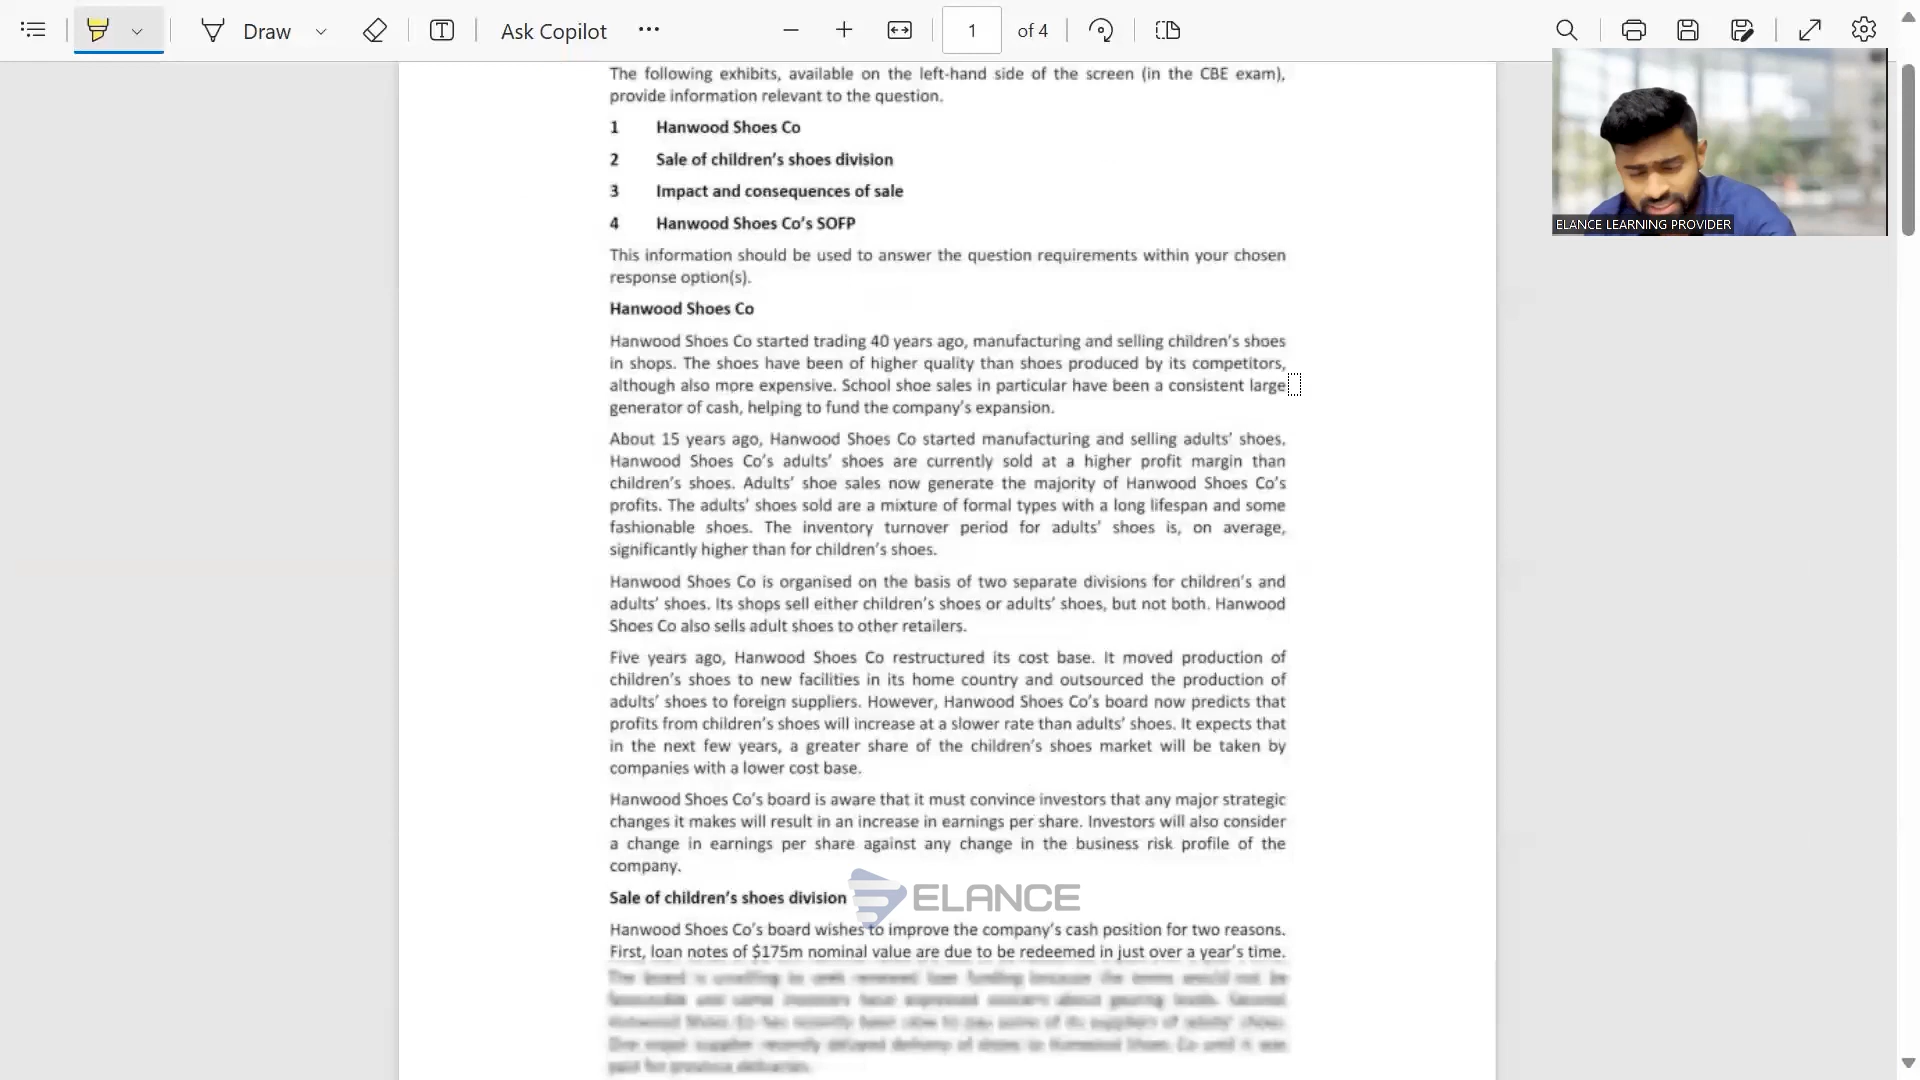 Draw
Ask Copilot
1
of 4
The following exhibits, available on the left-hand side of the screen (in the CBE exam),
provide information relevant to the question.
1 Hanwood Shoes Co
2 Sale of children's shoes division
3 Impact and consequences of sale
4 Hanwood Shoes Co's SOFP
ELANCE LEARNING PROVIDER
This information should be used to answer the question requirements within your chosen
response option(s).
Hanwood Shoes Co
Hanwood Shoes Co started trading 40 years ago, manufacturing and selling children's shoes
in shops. The shoes have been of higher quality than shoes produced by its competitors,
although also more expensive. School shoe sales in particular have been a consistent large
generator of cash, helping to fund the company's expansion.
About 15 years ago, Hanwood Shoes Co started manufacturing and selling adults' shoes.
Hanwood Shoes Co's adults' shoes are currently sold at a higher profit margin than
children's shoes. Adults' shoe sales now generate the majority of Hanwood Shoes Co's
profits. The adults' shoes sold are a mixture of formal types with a long lifespan and some
fashionable shoes. The inventory turnover period for adults' shoes is, on average,
significantly higher than for children's shoes.
Hanwood Shoes Co is organised on the basis of two separate divisions for children's and
adults' shoes. Its shops sell either children's shoes or adults' shoes, but not both. Hanwood
Shoes Co also sells adult shoes to other retailers.
Five years ago, Hanwood Shoes Co restructured its cost base. It moved production of
children's shoes to new facilities in its home country and outsourced the production of
adults' shoes to foreign suppliers. However, Hanwood Shoes Co's board now predicts that
profits from children's shoes will increase at a slower rate than adults' shoes. It expects that
in the next few years, a greater share of the children's shoes market will be taken by
companies with a lower cost base.
Hanwood Shoes Co's board is aware that it must convince investors that any major strategic
changes it makes will result in an increase in earnings per share. Investors will also consider
a change in earnings per share against any change in the business risk profile of the
company.
Sale of children's shoes division
ELANCE
Hanwood Shoes Co's board wishes to improve the company's cash position for two reasons.
First, loan notes of $175m nominal value are due to be redeemed in just over a year's time.